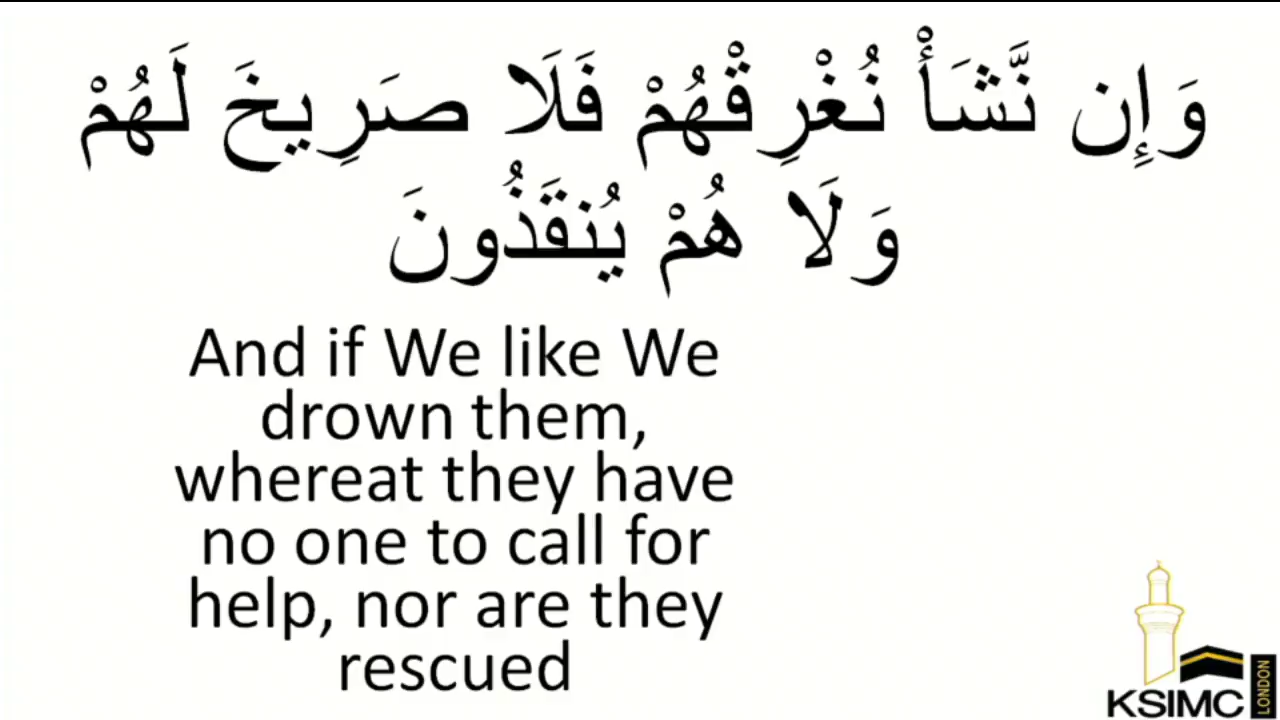 وَإِن نَّشَأْ نُغْرِقْهُمْ فَلَا صَرِيخَ لَهُمْ
وَلَا هُمْ يُنقَذُونَ
And if We like We
drown them,
whereat they have
no one to call for
help, nor are they
rescued
KSIMC
LONDON